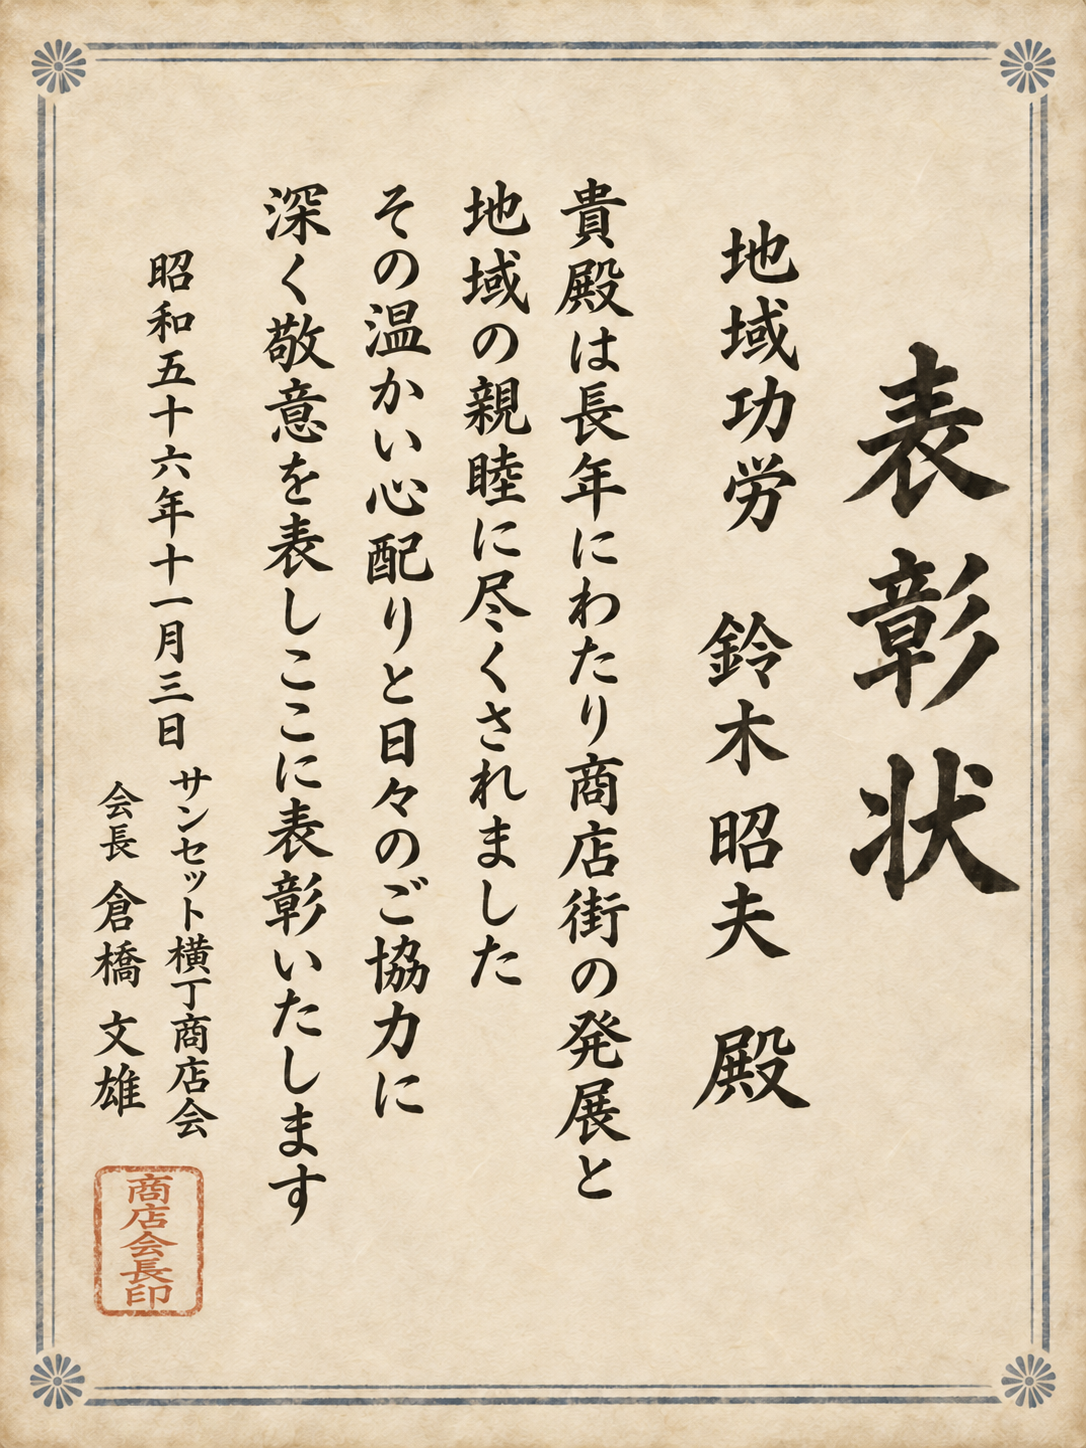 表彰状
地域功労 鈴木昭夫 殿
貴殿は長年にわたり商店街の発展と
地域の親睦に尽くされました
その温かい心配りと日々のご協力に
深く敬意を表しここに表彰いたします
昭和五十六年十一月三日
サンセット横丁商店会
会長 倉橋 文雄
商店会長印